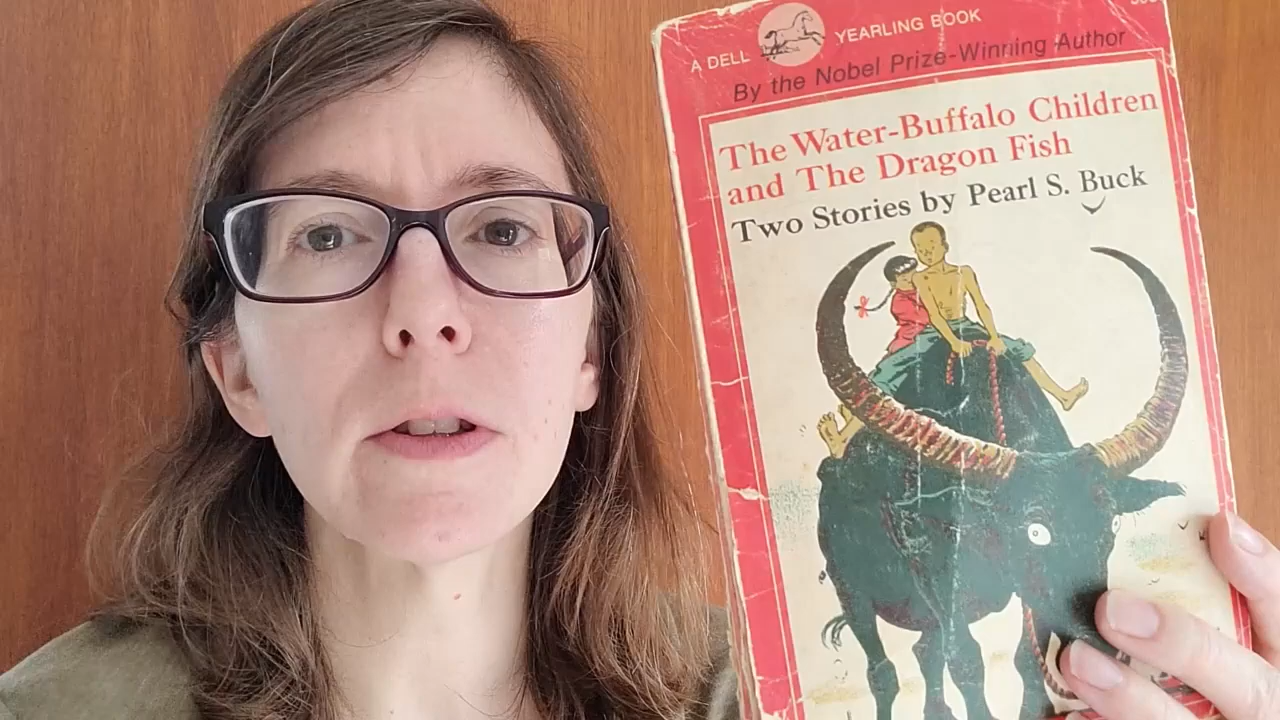 A DELL YEARLING BOOK
By the Nobel Prize-Winning Author
The Water-Buffalo Children
and The Dragon Fish
Two Stories by Pearl S. Buck